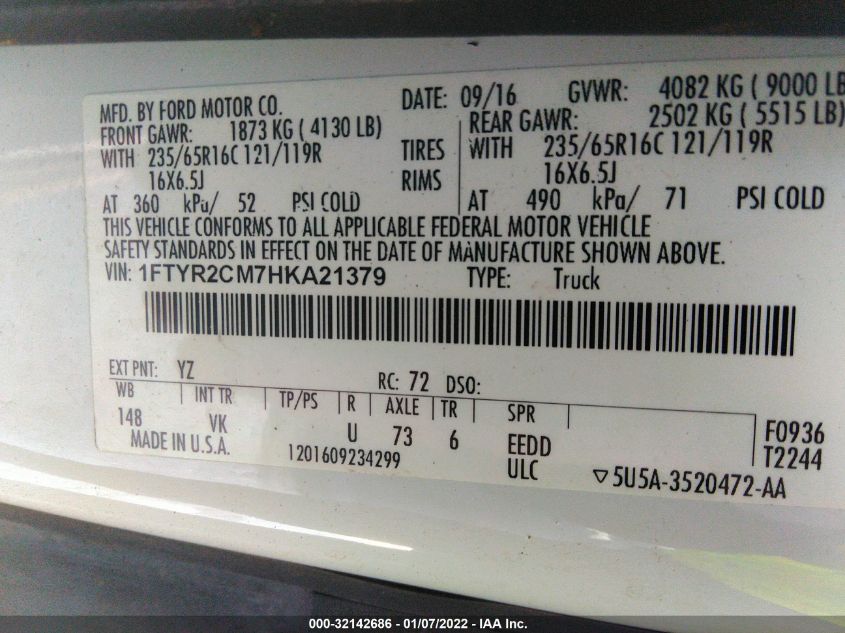 MFD. BY FORD MOTOR CO. DATE: 09/16 GVWR: 4082 KG ( 9000 LB
FRONT GAWR: 1873 KG ( 4130 LB) REAR GAWR: 2502 KG ( 5515 LB)
WITH 235/65R16C 121/119R TIRES WITH 235/65R16C 121/119R
16X6.5J RIMS 16X6.5J
AT 360 kPa/ 52 PSI COLD AT 490 kPa/ 71 PSI COLD
THIS VEHICLE CONFORMS TO ALL APPLICABLE FEDERAL MOTOR VEHICLE
SAFETY STANDARDS IN EFFECT ON THE DATE OF MANUFACTURE SHOWN ABOVE.
VIN: 1FTYR2CM7HKA21379 TYPE: Truck
EXT PNT: YZ RC: 72 DSO:
WB INT TR TP/PS R AXLE TR SPR
148 VK U 73 6 EEDD F0936
MADE IN U.S.A. 1201609234299 ULC T2244
▽5U5A-3520472-AA
000-32142686 - 01/07/2022 - IAA Inc.